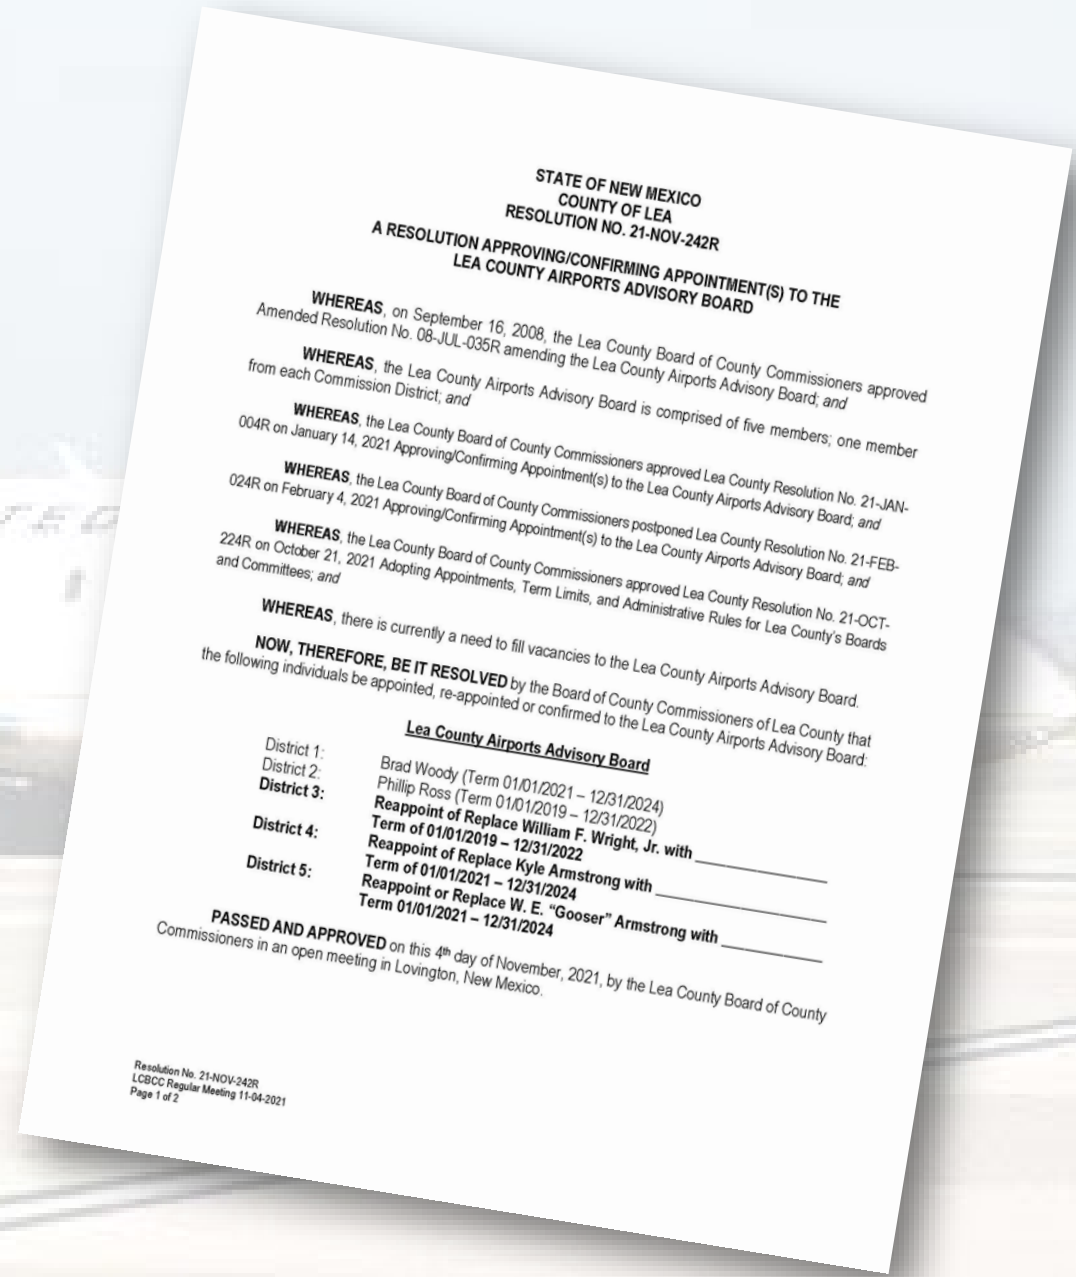 STATE OF NEW MEXICO
COUNTY OF LEA
RESOLUTION NO. 21-NOV-242R
A RESOLUTION APPROVING/CONFIRMING APPOINTMENT(S) TO THE
LEA COUNTY AIRPORTS ADVISORY BOARD
WHEREAS, on September 16, 2008, the Lea County Board of County Commissioners approved
Amended Resolution No. 08-JUL-035R amending the Lea County Airports Advisory Board; and
WHEREAS, the Lea County Airports Advisory Board is comprised of five members; one member
from each Commission District; and
WHEREAS, the Lea County Board of County Commissioners approved Lea County Resolution No. 21-JAN-
004R on January 14, 2021 Approving/Confirming Appointment(s) to the Lea County Airports Advisory Board; and
WHEREAS, the Lea County Board of County Commissioners postponed Lea County Resolution No. 21-FEB-
024R on February 4, 2021 Approving/Confirming Appointment(s) to the Lea County Airports Advisory Board; and
WHEREAS, the Lea County Board of County Commissioners approved Lea County Resolution No. 21-OCT-
224R on October 21, 2021 Adopting Appointments, Term Limits, and Administrative Rules for Lea County's Boards
and Committees; and
WHEREAS, there is currently a need to fill vacancies to the Lea County Airports Advisory Board.
NOW, THEREFORE, BE IT RESOLVED by the Board of County Commissioners of Lea County that
the following individuals be appointed, re-appointed or confirmed to the Lea County Airports Advisory Board:
Lea County Airports Advisory Board
District 1: Brad Woody (Term 01/01/2021 – 12/31/2024)
District 2: Phillip Ross (Term 01/01/2019 – 12/31/2022)
District 3: Reappoint of Replace William F. Wright, Jr. with ________________
Term of 01/01/2019 – 12/31/2022
District 4: Reappoint of Replace Kyle Armstrong with _____________________
Term of 01/01/2021 – 12/31/2024
District 5: Reappoint or Replace W. E. “Gooser” Armstrong with ____________
Term 01/01/2021 – 12/31/2024
PASSED AND APPROVED on this 4th day of November, 2021, by the Lea County Board of County
Commissioners in an open meeting in Lovington, New Mexico.
Resolution No. 21-NOV-242R
LCBCC Regular Meeting 11-04-2021
Page 1 of 2